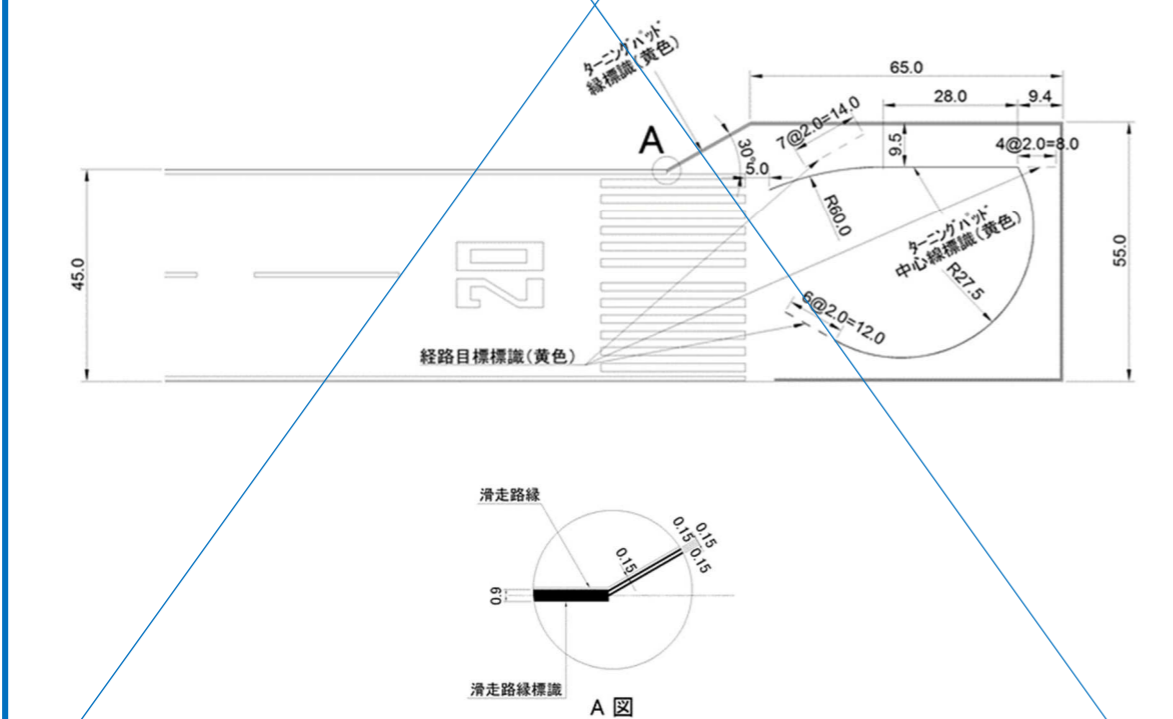 ターニングパッド
縁標識(黄色)
65.0
28.0
9.4
7@2.0=14.0
A
30°
5.0
9.5
4@2.0=8.0
R60.0
ターニングパッド
中心線標識(黄色)
R27.5
45.0
55.0
20
6@2.0=12.0
経路目標標識(黄色)
滑走路縁
0.15
0.15
0.15
0.15
0.9
滑走路縁標識
A 図